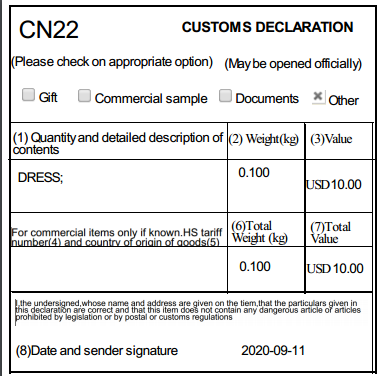 CN22 CUSTOMS DECLARATION
(Please check on appropriate option) (May be opened officially)
Gift Commercial sample Documents Other
(1) Quantity and detailed description of contents (2) Weight(kg) (3)Value
DRESS; 0.100 USD10.00
For commercial items only if known.HS tariff number(4) and country of origin of goods(5) (6)Total Weight (kg) (7)Total Value
0.100 USD10.00
I,the undersigned,whose name and address are given on the tiem,that the particulars given in
this declaration are correct and that this item does not contain any dangerous article or articles
prohibited by legislation or by postal or customs regulations
(8)Date and sender signature 2020-09-11